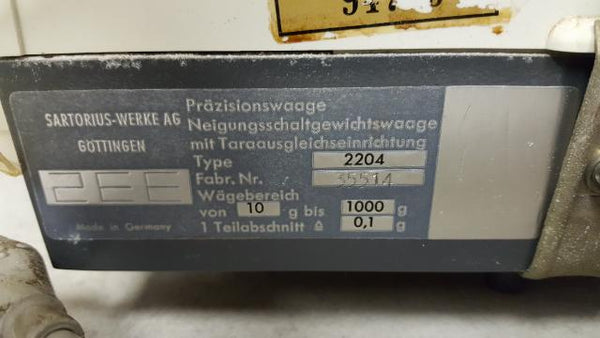 SARTORIUS-WERKE AG
GÖTTINGEN
Made in Germany
Präzisionswaage
Neigungsschaltgewichtswaage
mit Taraausgleichseinrichtung
Type 2204
Fabr. Nr. 35514
Wägebereich
von 10 g bis 1000 g
1 Teilabschnitt ≙ 0,1 g